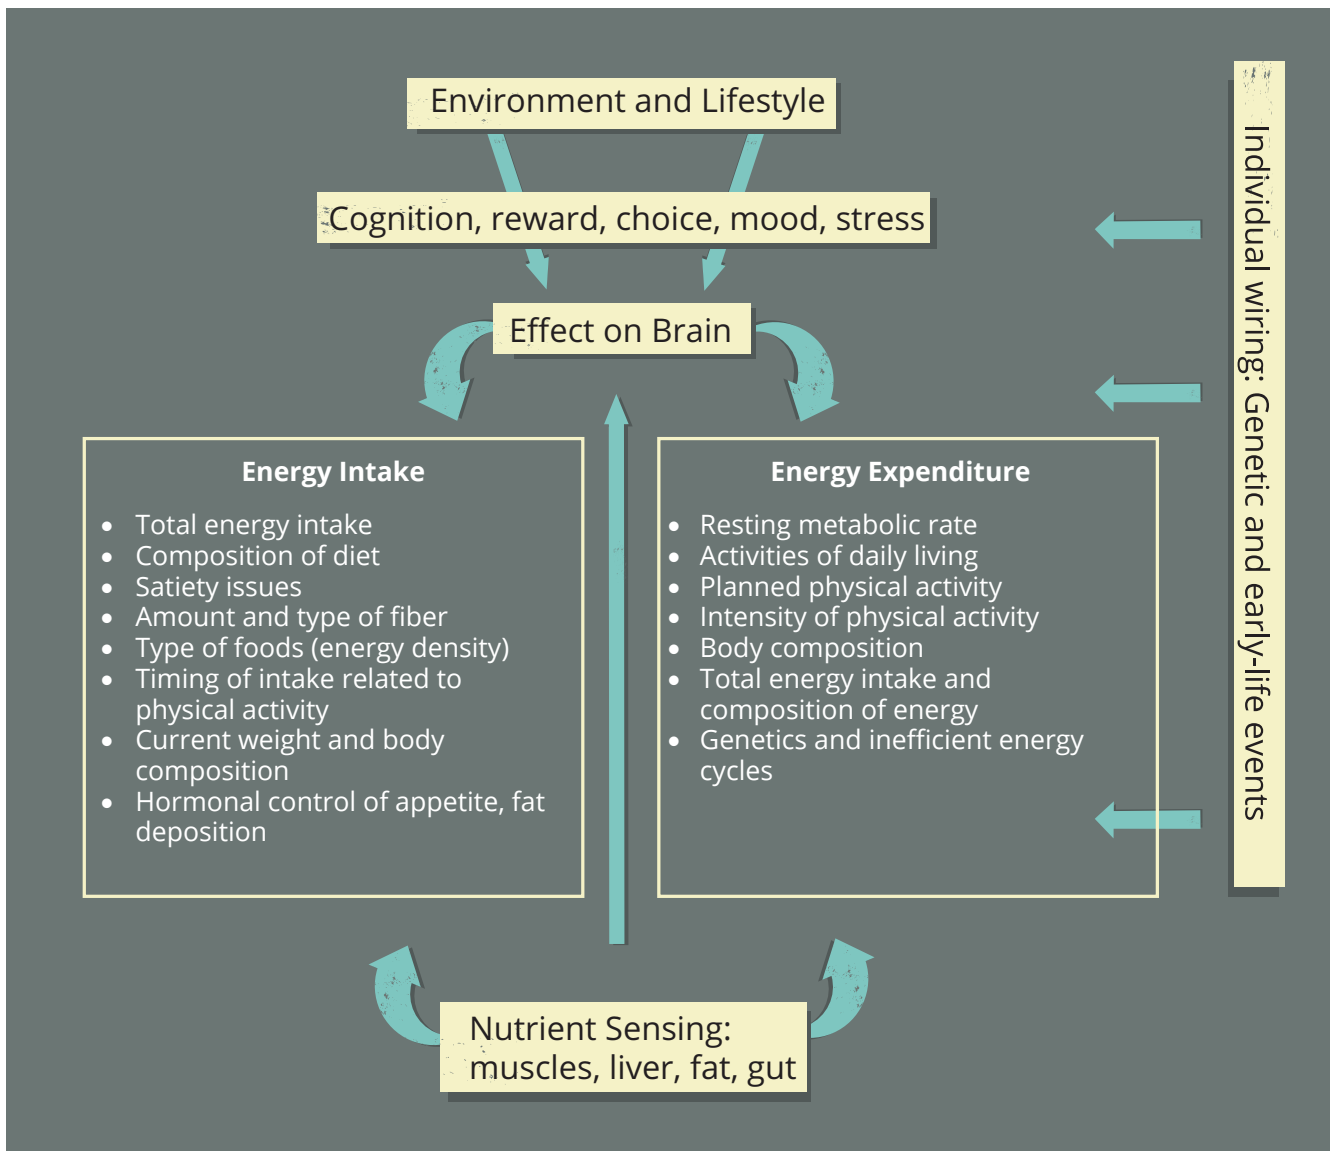 Environment and Lifestyle
Cognition, reward, choice, mood, stress
Effect on Brain
Energy Intake
• Total energy intake
• Composition of diet
• Satiety issues
• Amount and type of fiber
• Type of foods (energy density)
• Timing of intake related to
physical activity
• Current weight and body
composition
• Hormonal control of appetite, fat
deposition
Energy Expenditure
• Resting metabolic rate
• Activities of daily living
• Planned physical activity
• Intensity of physical activity
• Body composition
• Total energy intake and
composition of energy
• Genetics and inefficient energy
cycles
Nutrient Sensing:
muscles, liver, fat, gut
Individual wiring: Genetic and early-life events